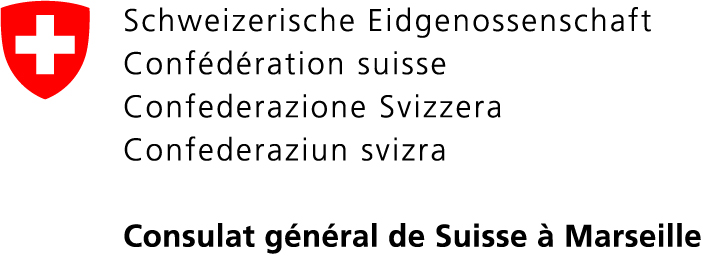 Schweizerische Eidgenossenschaft
Confédération suisse
Confederazione Svizzera
Confederaziun svizra
Consulat général de Suisse à Marseille